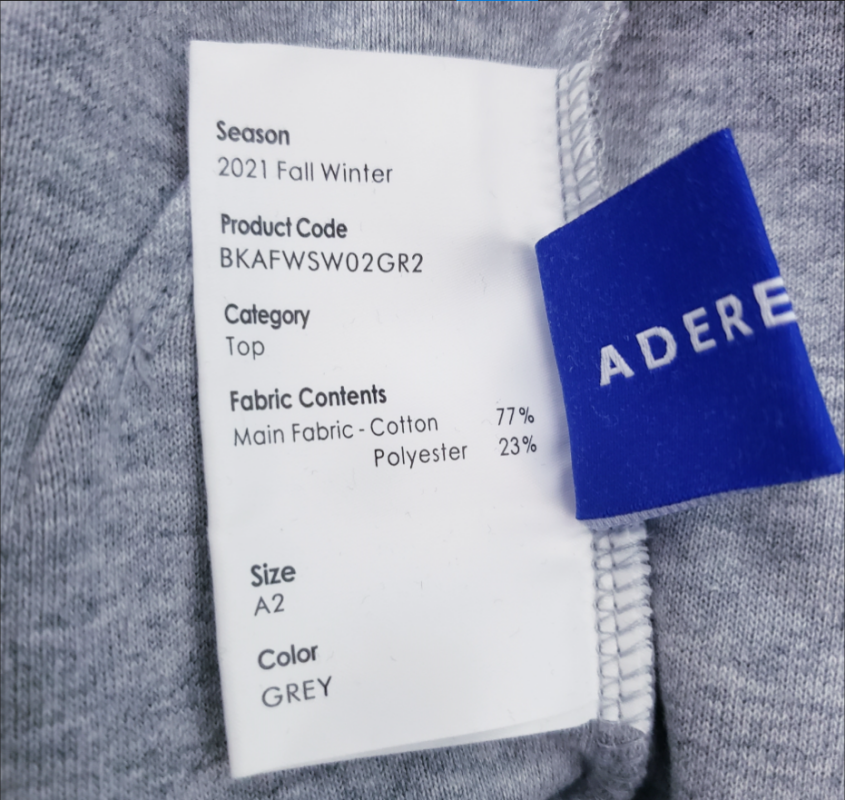 Season
2021 Fall Winter
Product Code
BKAFWSW02GR2
Category
Top
Fabric Contents
Main Fabric - Cotton 77%
Polyester 23%
Size
A2
Color
GREY
ADERE